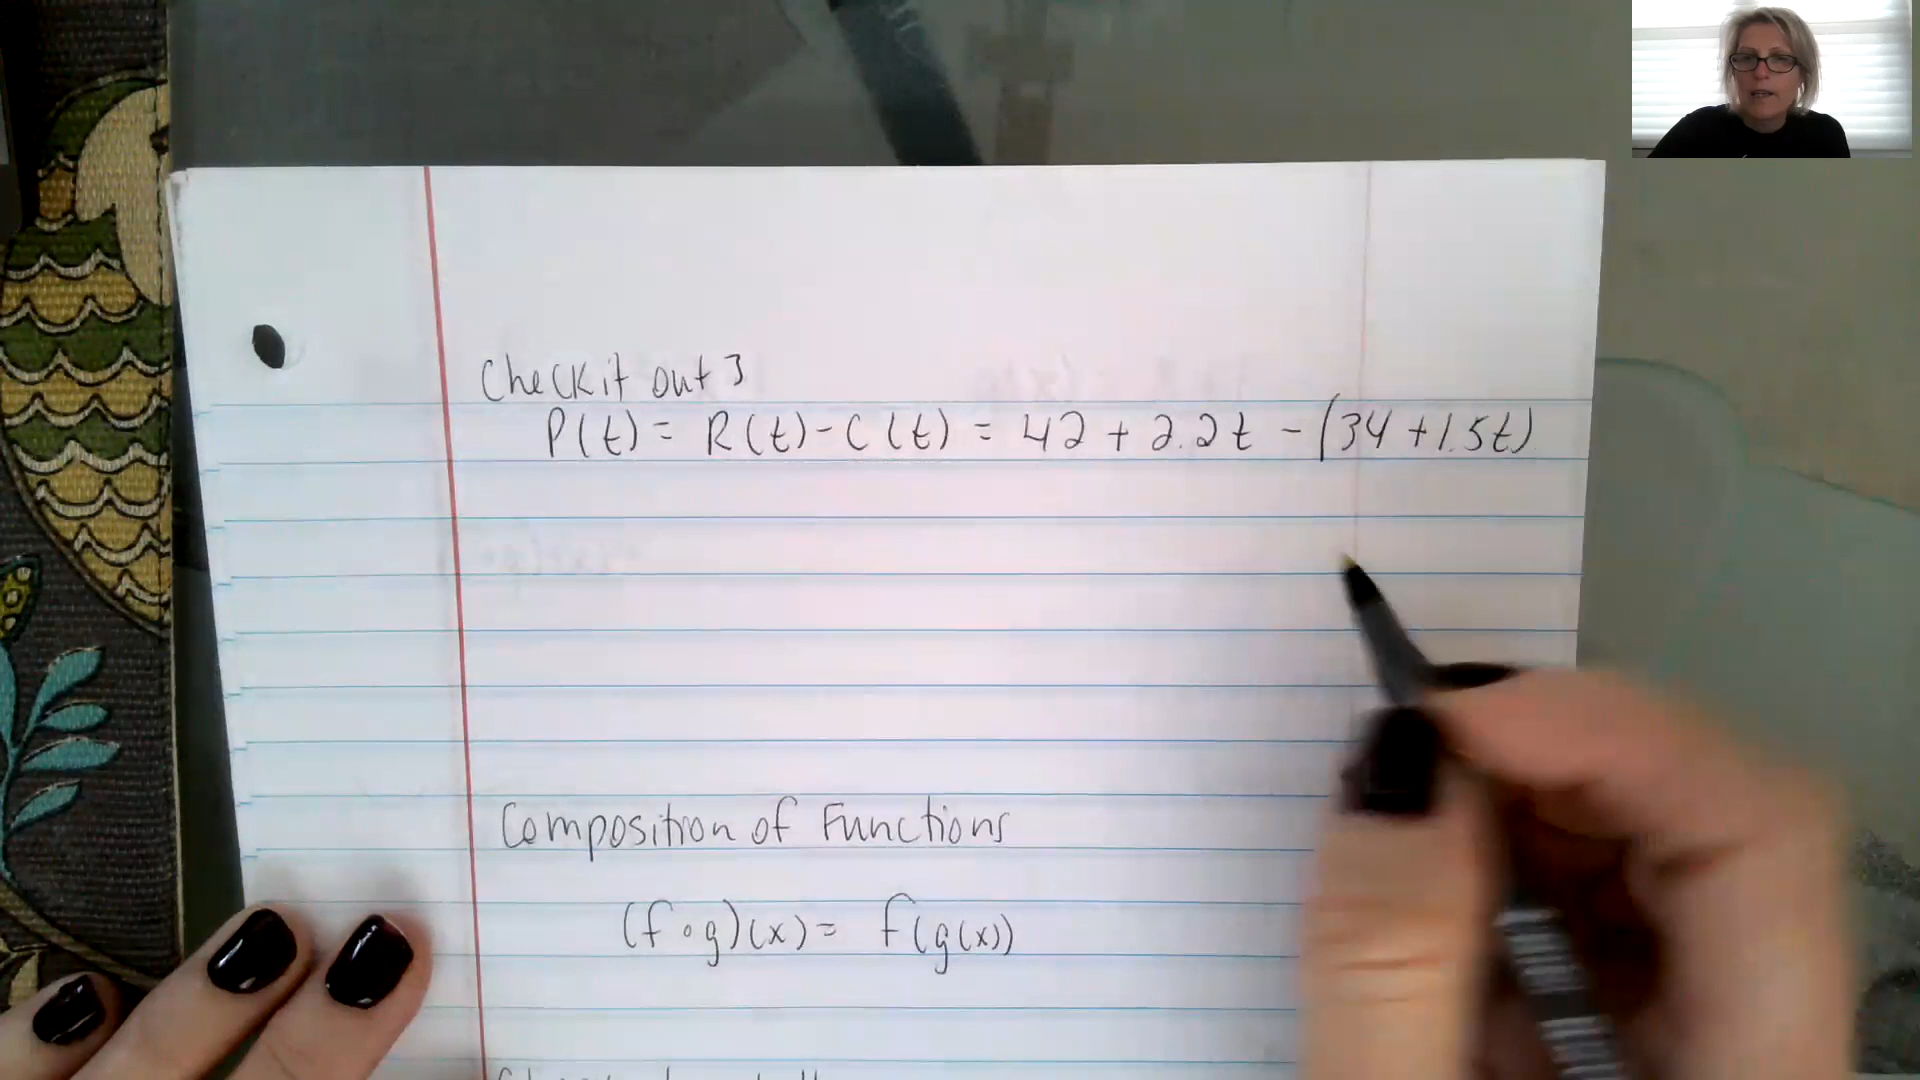 Check it out 3
P(t) = R(t) - C(t) = 42 + 2.2t - (34 + 1.5t)
Composition of Functions
(f ∘ g)(x) = f(g(x))